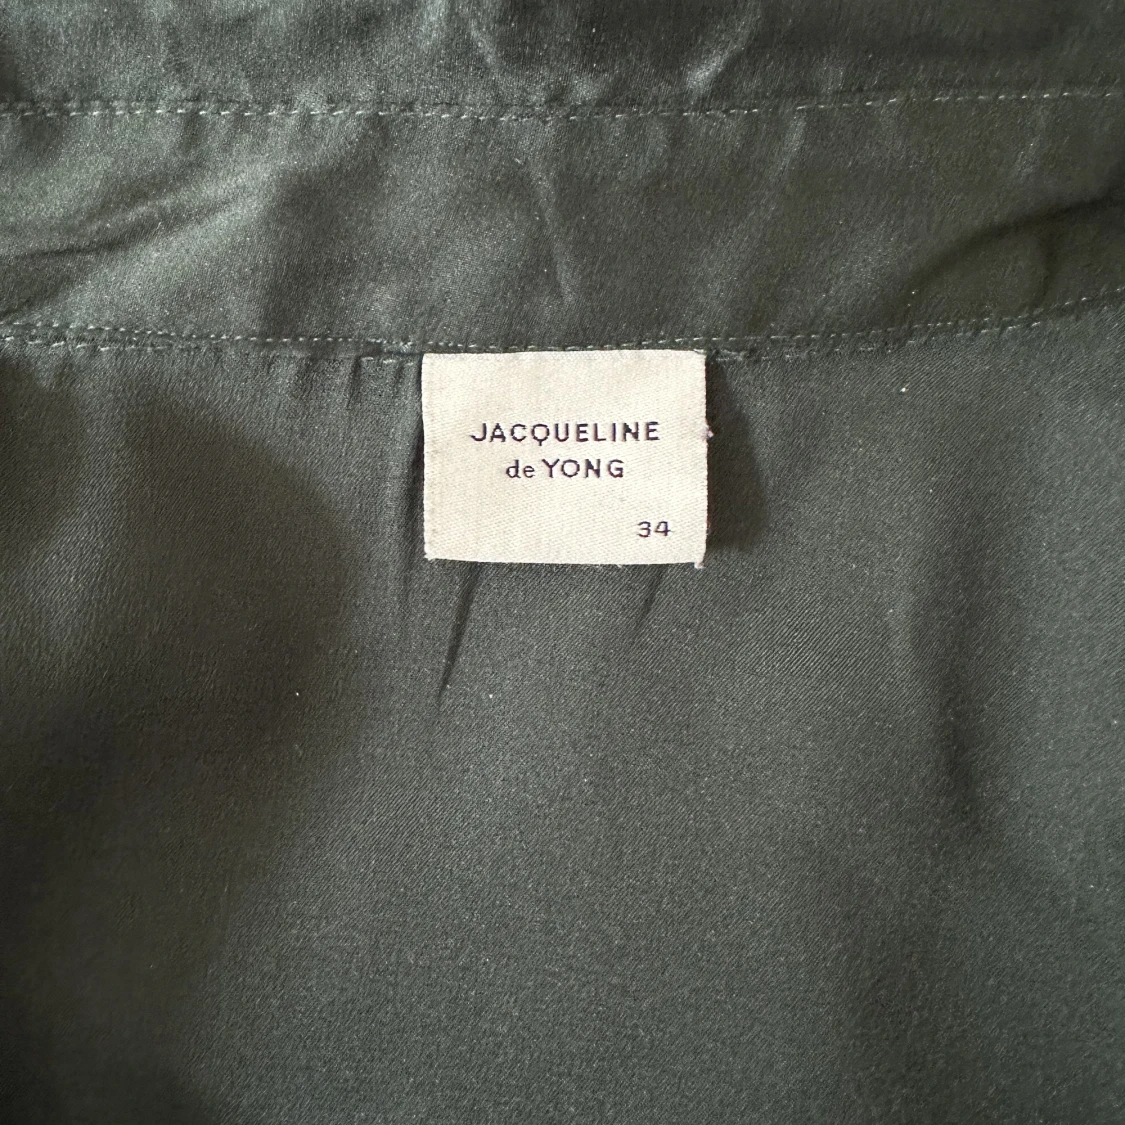 JACQUELINE
de YONG
34